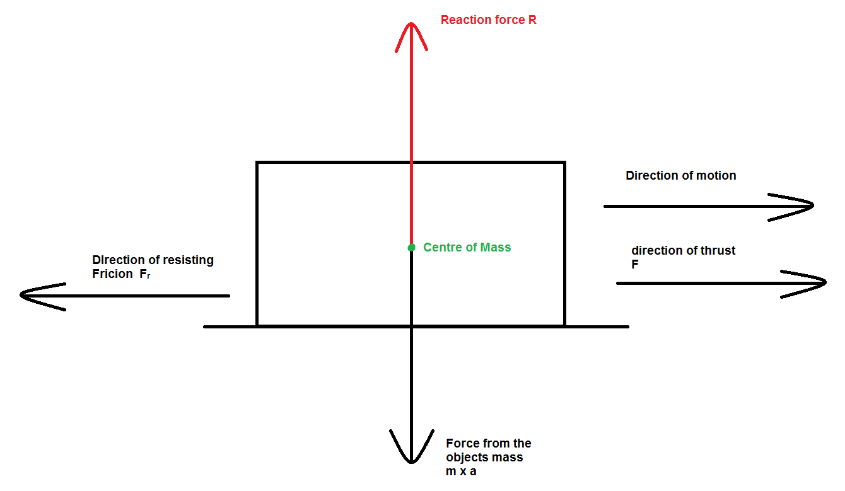 Reaction force R
Direction of motion
Centre of Mass
direction of thrust
F
DIrection of resisting
Fricion Fr
Force from the
objects mass
m x a